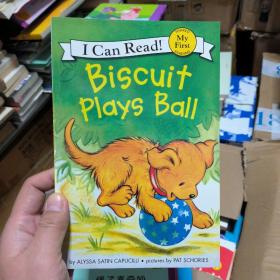 I Can Read!
My
First
Biscuit
Plays Ball
by ALYSSA SATIN CAPUCILLI • pictures by PAT SCHORIES